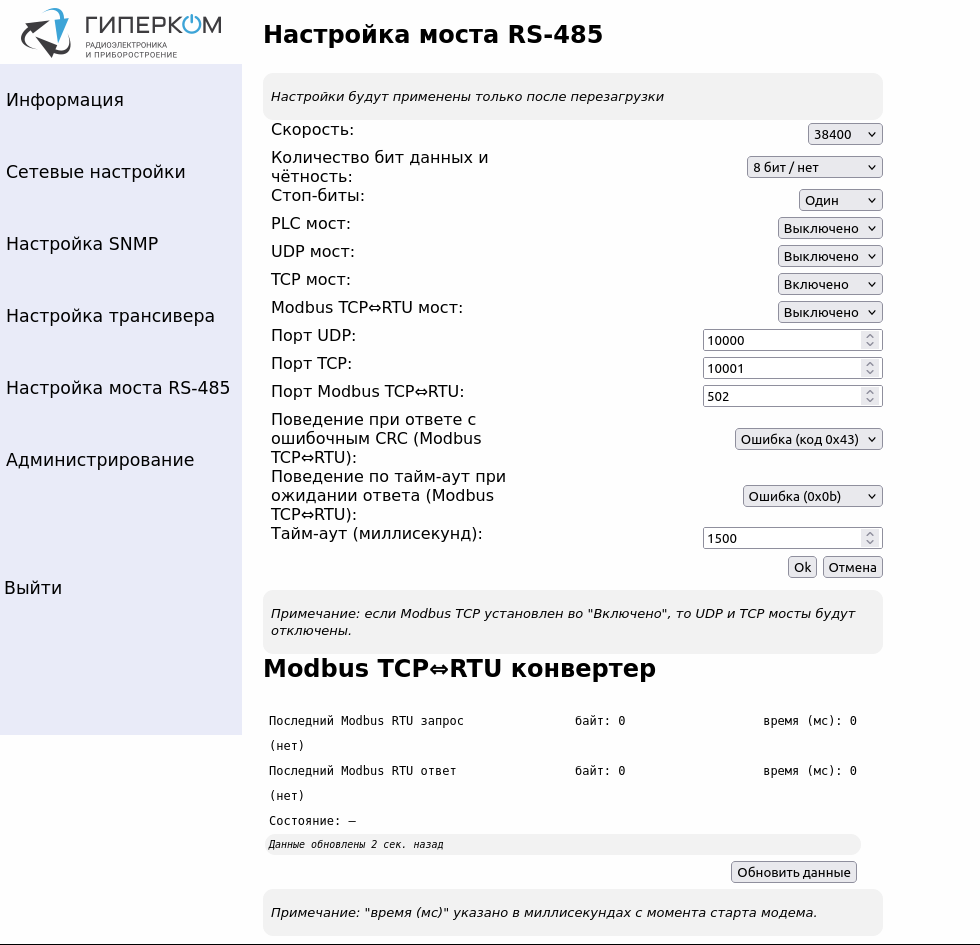 ГИПЕРКОМ
РАДИОЭЛЕКТРОНИКА
И ПРИБОРОСТРОЕНИЕ
Информация
Сетевые настройки
Настройка SNMP
Настройка трансивера
Настройка моста RS-485
Администрирование
Выйти
Настройка моста RS-485
Настройки будут применены только после перезагрузки
Скорость: 38400
Количество бит данных и
чётность: 8 бит / нет
Стоп-биты: Один
PLC мост: Выключено
UDP мост: Выключено
TCP мост: Включено
Modbus TCP⇔RTU мост: Выключено
Порт UDP: 10000
Порт TCP: 10001
Порт Modbus TCP⇔RTU: 502
Поведение при ответе с
ошибочным CRC (Modbus
TCP⇔RTU): Ошибка (код 0x43)
Поведение по тайм-аут при
ожидании ответа (Modbus
TCP⇔RTU): Ошибка (0x0b)
Тайм-аут (миллисекунд): 1500
Ok Отмена
Примечание: если Modbus TCP установлен во "Включено", то UDP и TCP мосты будут
отключены.
Modbus TCP⇔RTU конвертер
Последний Modbus RTU запрос байт: 0 время (мс): 0
(нет)
Последний Modbus RTU ответ байт: 0 время (мс): 0
(нет)
Состояние: —
Данные обновлены 2 сек. назад
Обновить данные
Примечание: "время (мс)" указано в миллисекундах с момента старта модема.